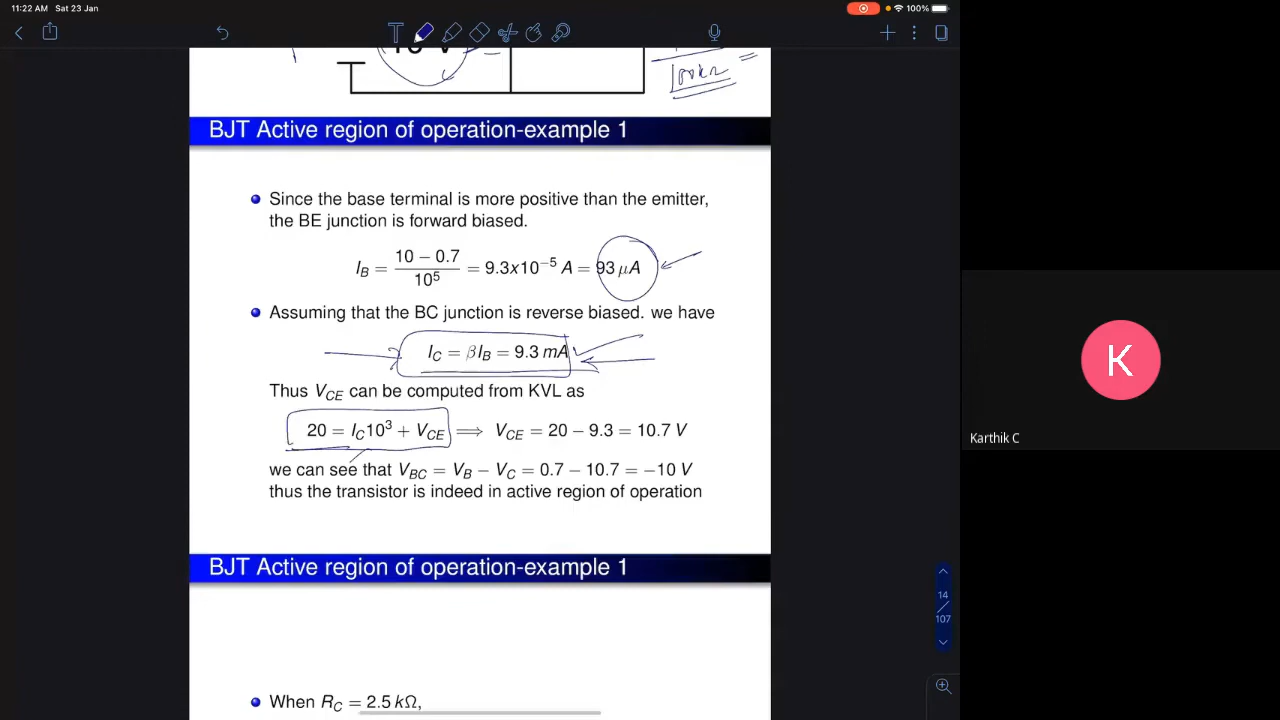 11:22 AM Sat 23 Jan
100%
T
100kΩ
BJT Active region of operation-example 1
Since the base terminal is more positive than the emitter,
the BE junction is forward biased.
I_B = (10 − 0.7) / 10^5 = 9.3x10^−5 A = 93 μA
Assuming that the BC junction is reverse biased. we have
I_C = βI_B = 9.3 mA
Thus V_CE can be computed from KVL as
20 = I_C10^3 + V_CE ⟹ V_CE = 20 − 9.3 = 10.7 V
we can see that V_BC = V_B − V_C = 0.7 − 10.7 = −10 V
thus the transistor is indeed in active region of operation
BJT Active region of operation-example 1
When R_C = 2.5 kΩ,
14
107
K
Karthik C